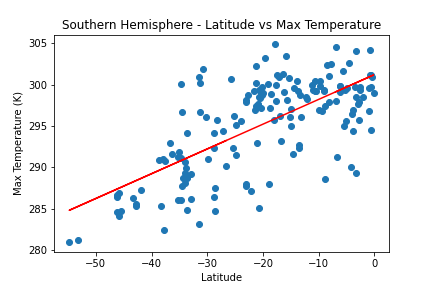 Southern Hemisphere - Latitude vs Max Temperature
305
300
295
290
285
280
Max Temperature (K)
−50 −40 −30 −20 −10 0
Latitude